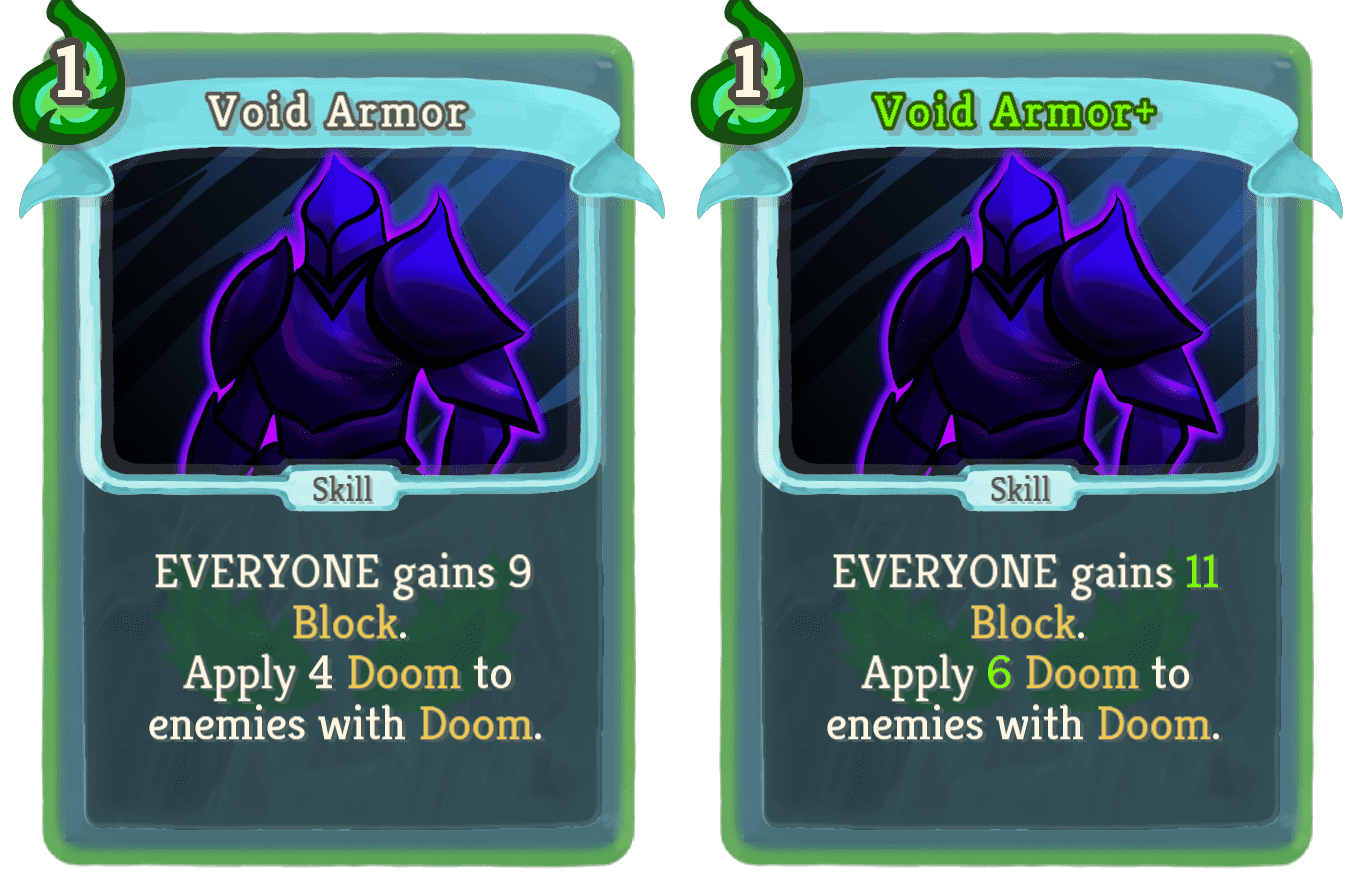 1
Void Armor
Skill
EVERYONE gains 9
Block.
Apply 4 Doom to
enemies with Doom.
1
Void Armor+
Skill
EVERYONE gains 11
Block.
Apply 6 Doom to
enemies with Doom.